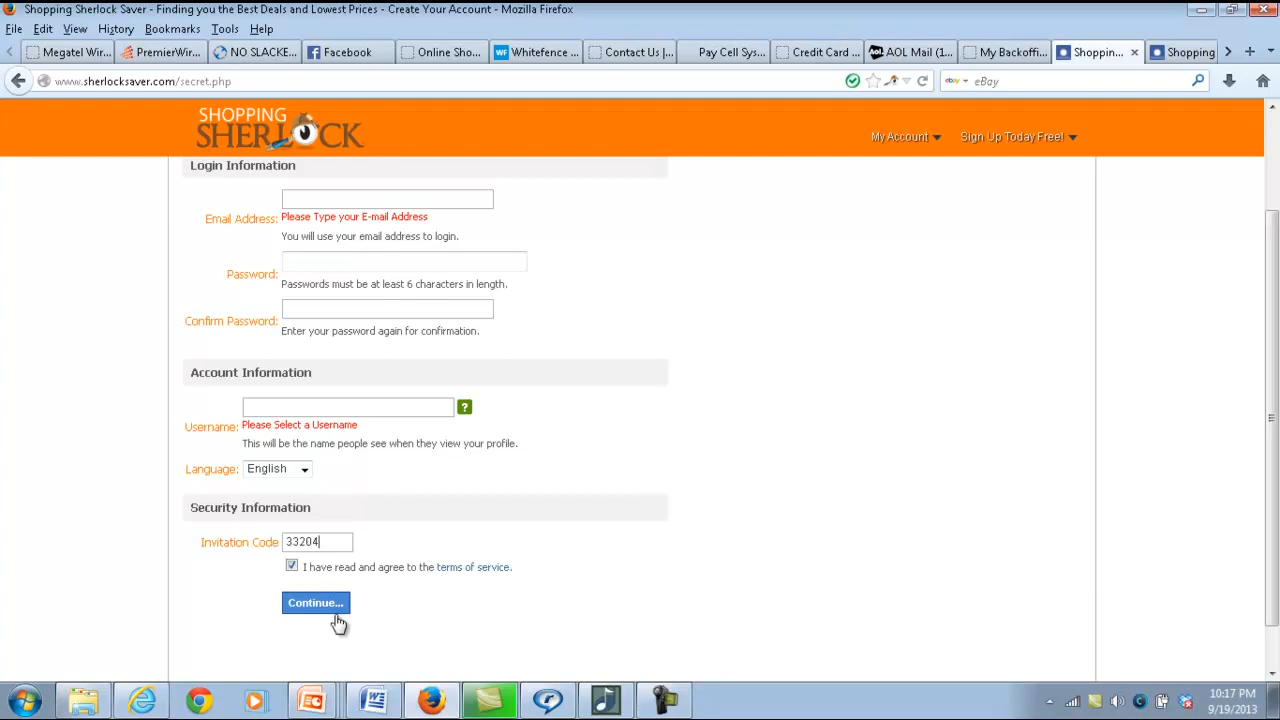 Shopping Sherlock Saver - Finding you the Best Deals and Lowest Prices - Create Your Account - Mozilla Firefox
File Edit View History Bookmarks Tools Help
Megatel Wir... PremierWir... NO SLACKE... Facebook Online Sho... Whitefence ... Contact Us |... Pay Cell Sys... Credit Card ... AOL Mail (1... My Backoffi... Shoppin... Shopping
www.sherlocksaver.com/secret.php eBay
SHOPPING
SHERLOCK
My Account Sign Up Today Free!
Login Information
Email Address: Please Type your E-mail Address
You will use your email address to login.
Password:
Passwords must be at least 6 characters in length.
Confirm Password:
Enter your password again for confirmation.
Account Information
Username: Please Select a Username
This will be the name people see when they view your profile.
Language: English
Security Information
Invitation Code 33204
I have read and agree to the terms of service.
Continue...
10:17 PM
9/19/2013